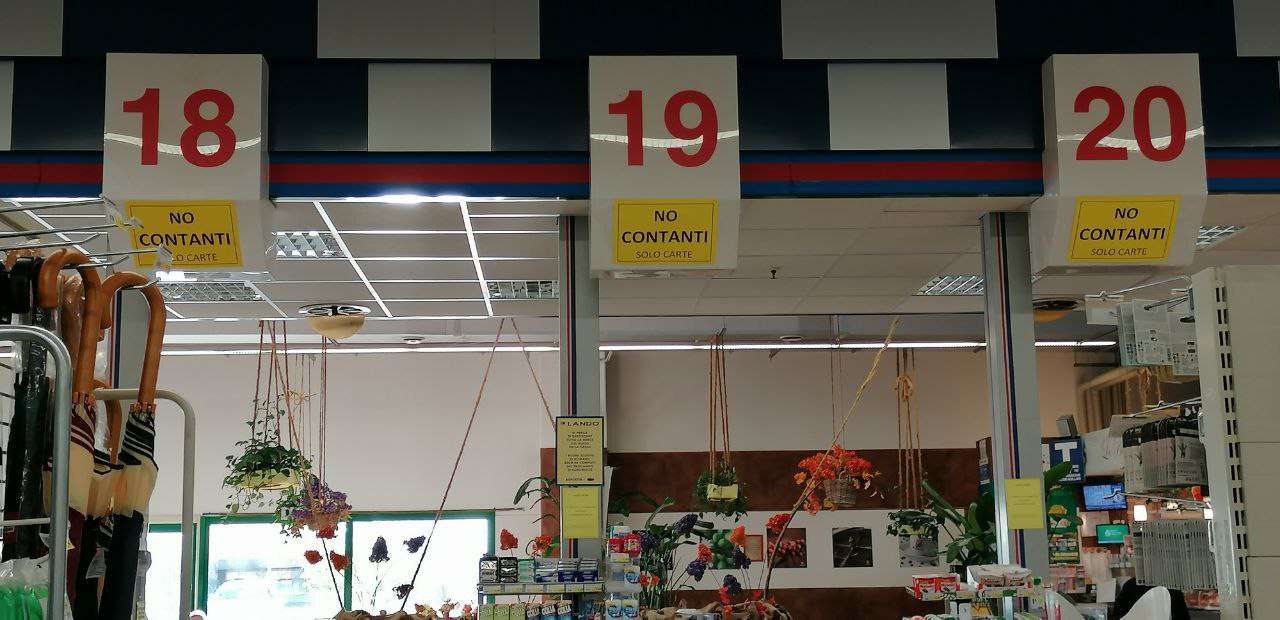 18
19
20
NO
CONTANTI
SOLO CARTE
NO
CONTANTI
SOLO CARTE
NO
CONTANTI
SOLO CARTE
LANDO
T